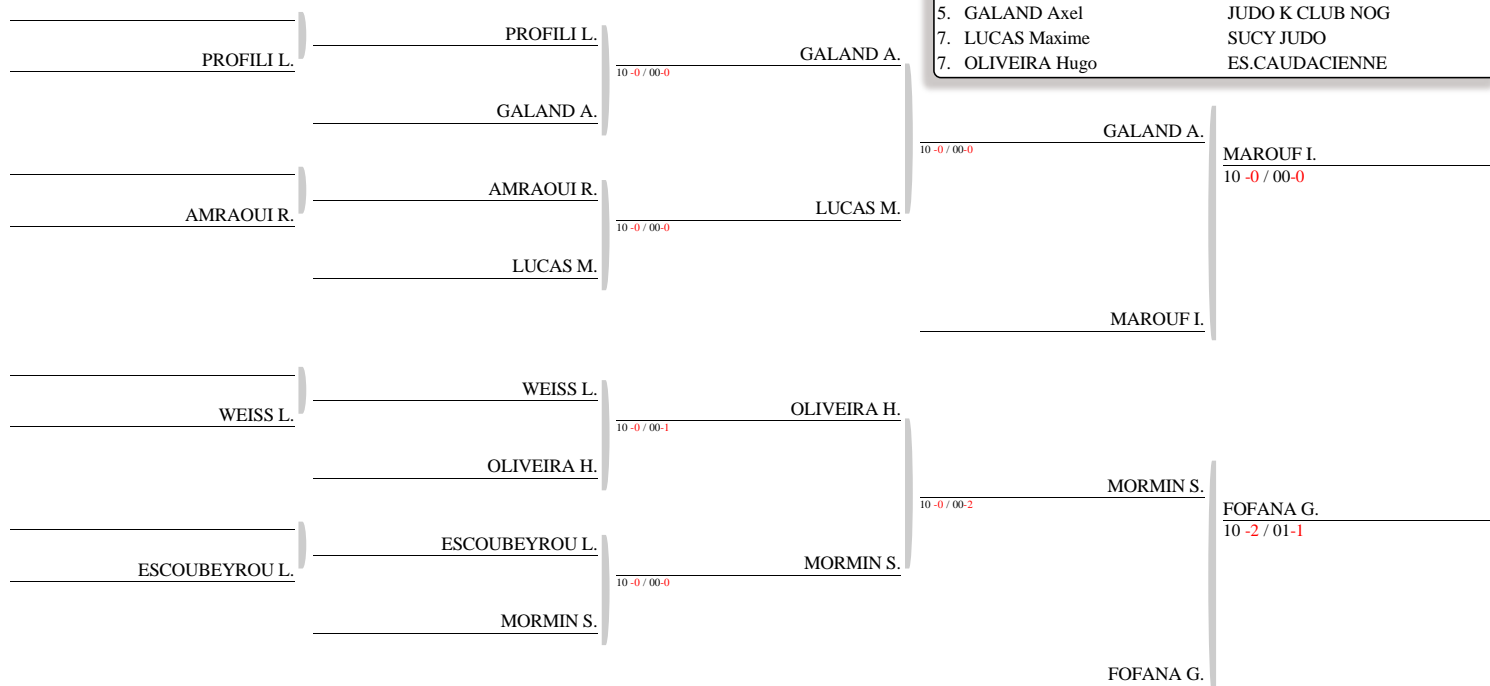 5. GALAND Axel JUDO K CLUB NOG
7. LUCAS Maxime SUCY JUDO
7. OLIVEIRA Hugo ES.CAUDACIENNE
PROFILI L.
PROFILI L.
GALAND A.
10 -0 / 00-0
GALAND A.
GALAND A.
10 -0 / 00-0
MAROUF I.
10 -0 / 00-0
AMRAOUI R.
AMRAOUI R.
LUCAS M.
10 -0 / 00-0
LUCAS M.
MAROUF I.
WEISS L.
WEISS L.
OLIVEIRA H.
10 -0 / 00-1
OLIVEIRA H.
MORMIN S.
10 -0 / 00-2
FOFANA G.
10 -2 / 01-1
ESCOUBEYROU L.
ESCOUBEYROU L.
MORMIN S.
10 -0 / 00-0
MORMIN S.
FOFANA G.